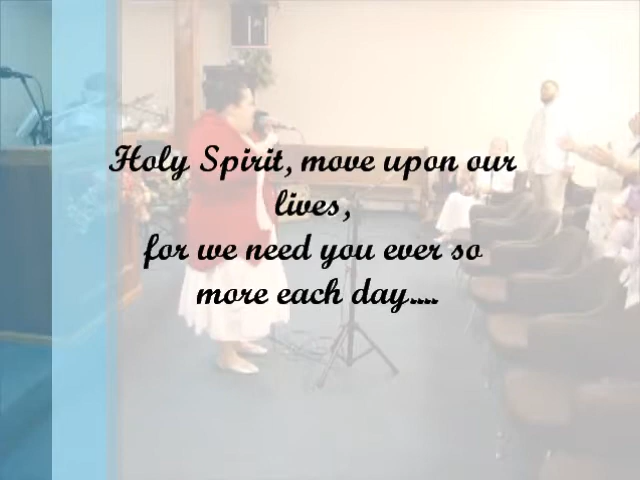 Holy Spirit, move upon our
lives,
for we need you ever so
more each day....